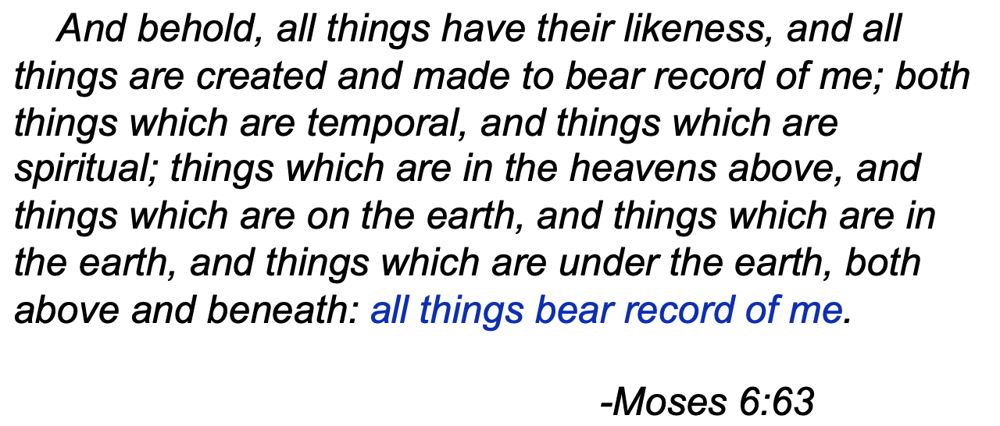 And behold, all things have their likeness, and all
things are created and made to bear record of me; both
things which are temporal, and things which are
spiritual; things which are in the heavens above, and
things which are on the earth, and things which are in
the earth, and things which are under the earth, both
above and beneath: all things bear record of me.
-Moses 6:63